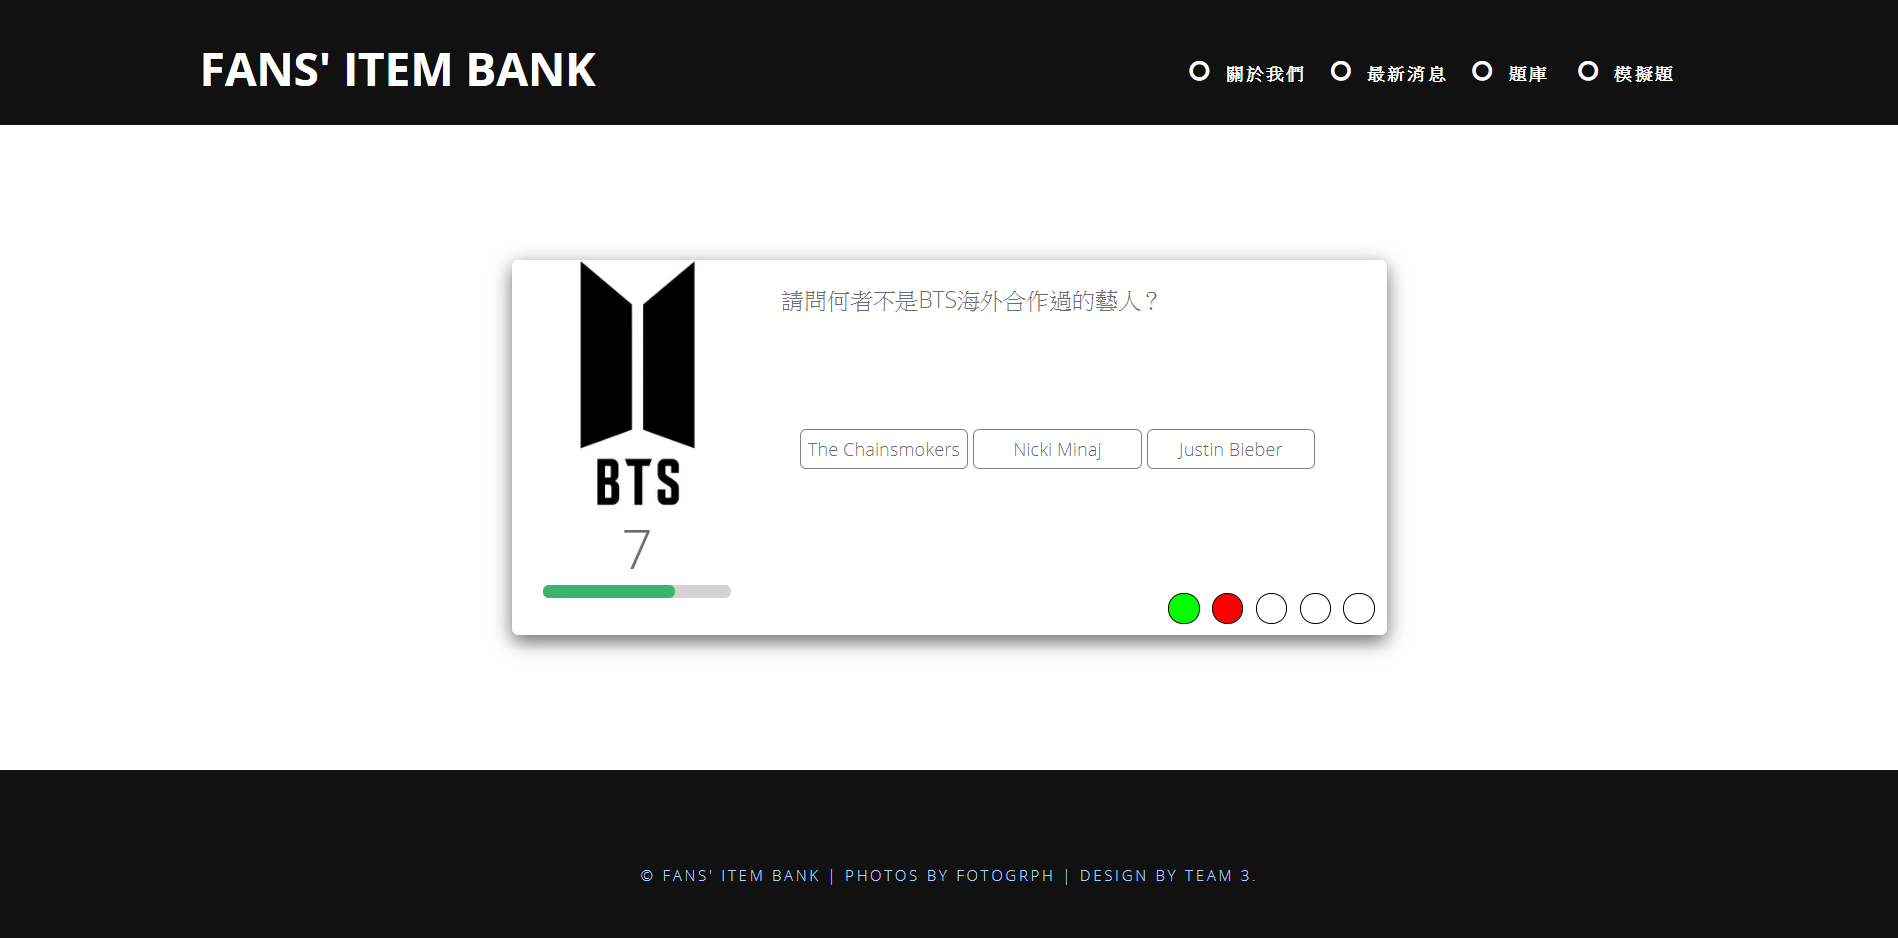 FANS' ITEM BANK
關於我們 最新消息 題庫 模擬題
請問何者不是BTS海外合作過的藝人？
The Chainsmokers Nicki Minaj Justin Bieber
BTS
7
© FANS' ITEM BANK | PHOTOS BY FOTOGRPH | DESIGN BY TEAM 3.